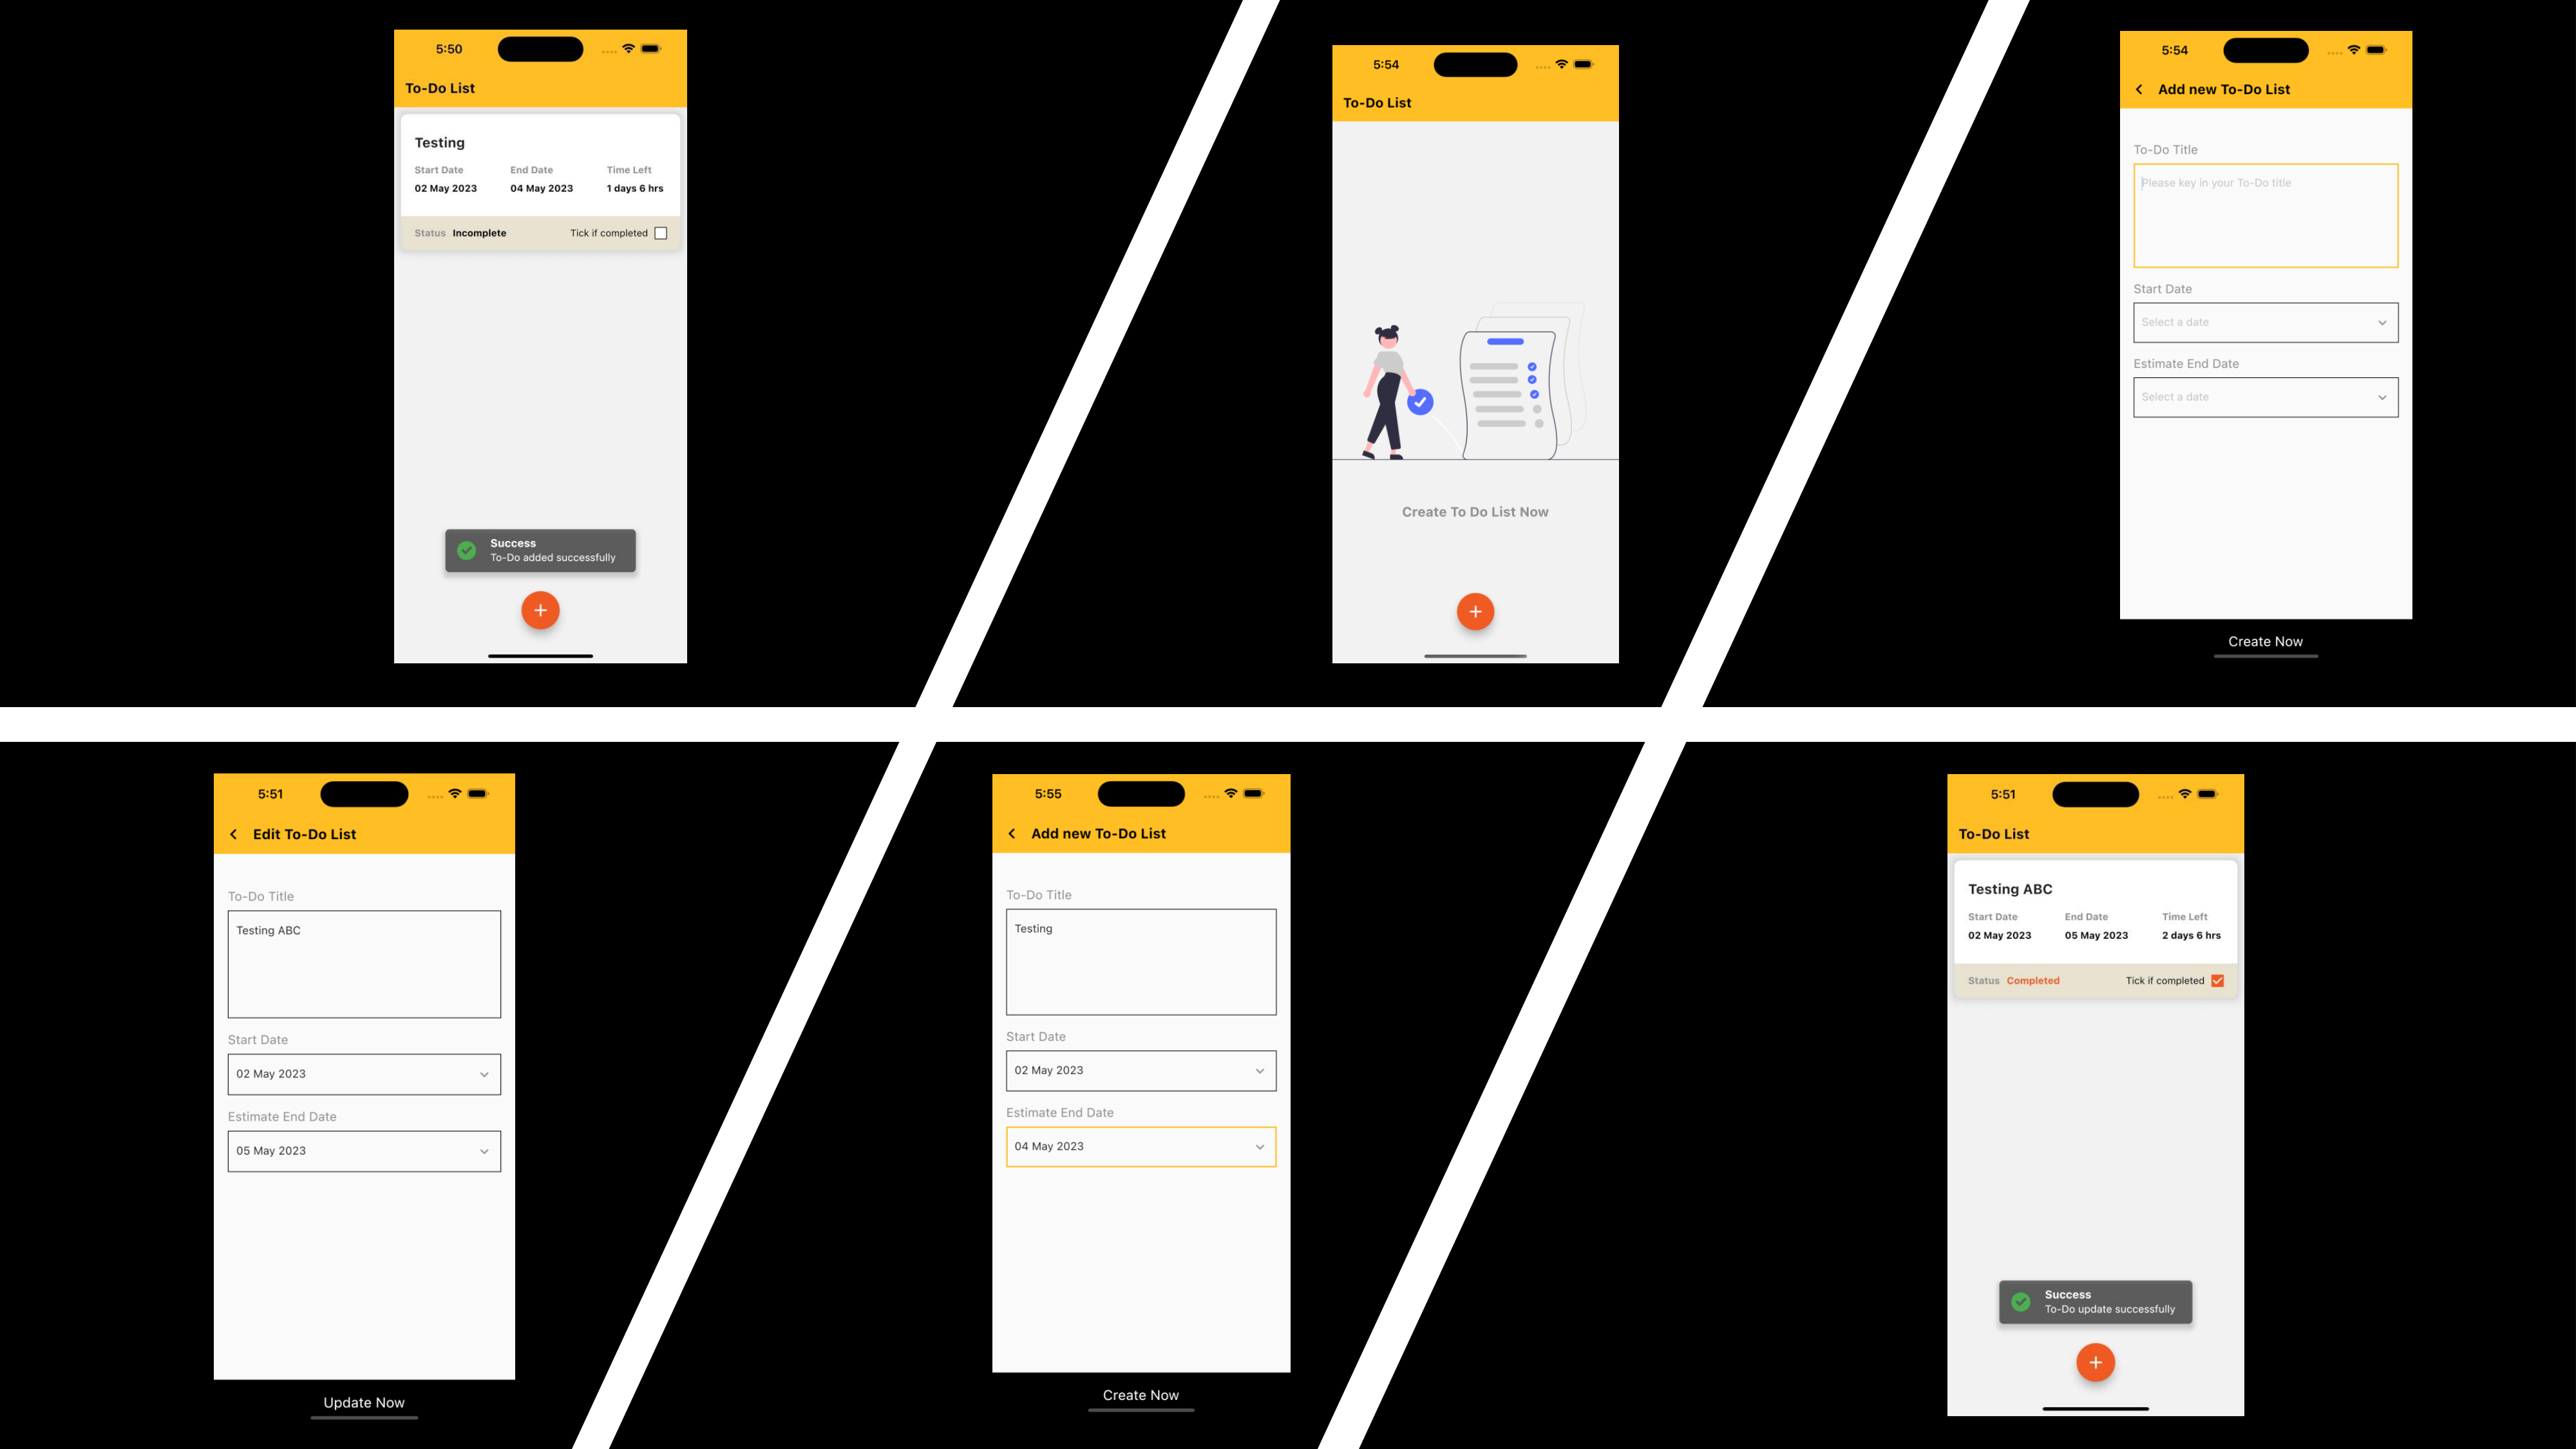 5:50
To-Do List
Testing
Start Date End Date Time Left
02 May 2023 04 May 2023 1 days 6 hrs
Status Incomplete Tick if completed
Success
To-Do added successfully
5:54
To-Do List
Create To Do List Now
5:54
Add new To-Do List
To-Do Title
Please key in your To-Do title
Start Date
Select a date
Estimate End Date
Select a date
Create Now
5:51
Edit To-Do List
To-Do Title
Testing ABC
Start Date
02 May 2023
Estimate End Date
05 May 2023
Update Now
5:55
Add new To-Do List
To-Do Title
Testing
Start Date
02 May 2023
Estimate End Date
04 May 2023
Create Now
5:51
To-Do List
Testing ABC
Start Date End Date Time Left
02 May 2023 05 May 2023 2 days 6 hrs
Status Completed Tick if completed
Success
To-Do update successfully